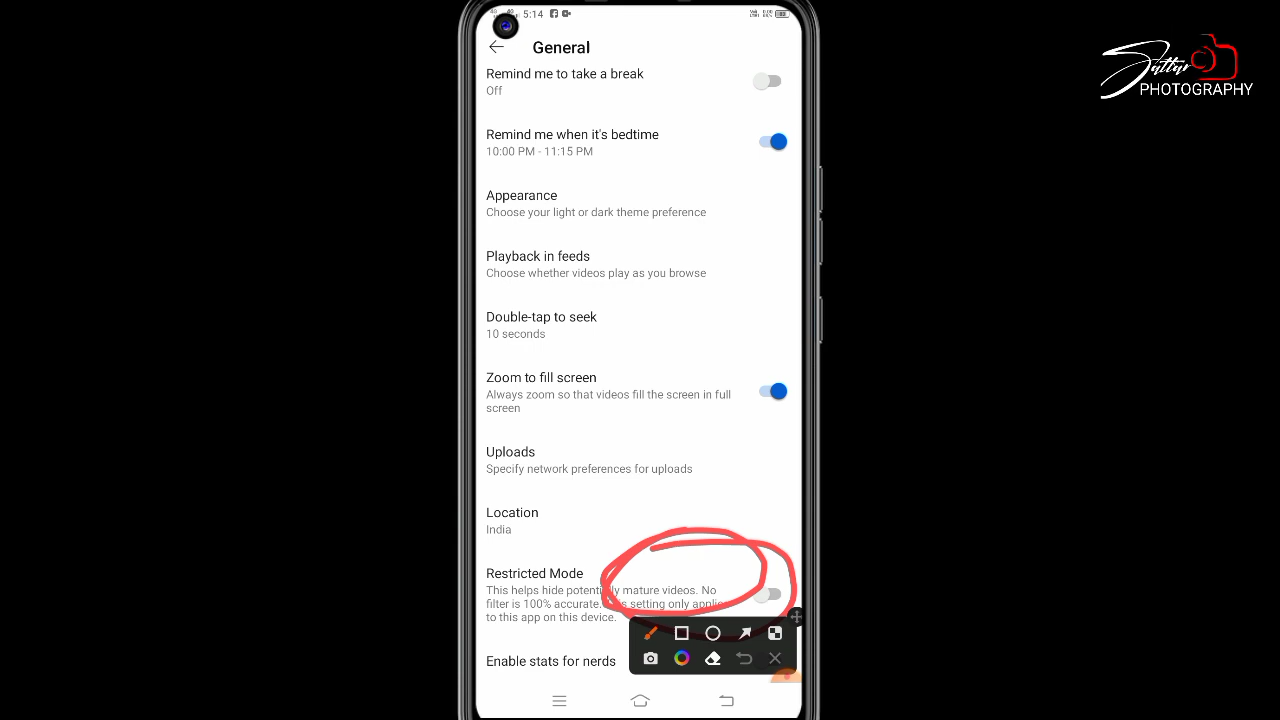 5:14
General
Remind me to take a break
Off
Remind me when it's bedtime
10:00 PM - 11:15 PM
Appearance
Choose your light or dark theme preference
Playback in feeds
Choose whether videos play as you browse
Double-tap to seek
10 seconds
Zoom to fill screen
Always zoom so that videos fill the screen in full
screen
Uploads
Specify network preferences for uploads
Location
India
Restricted Mode
This helps hide potentially mature videos. No
filter is 100% accurate. This setting only applies
to this app on this device.
Enable stats for nerds
Sattar
PHOTOGRAPHY